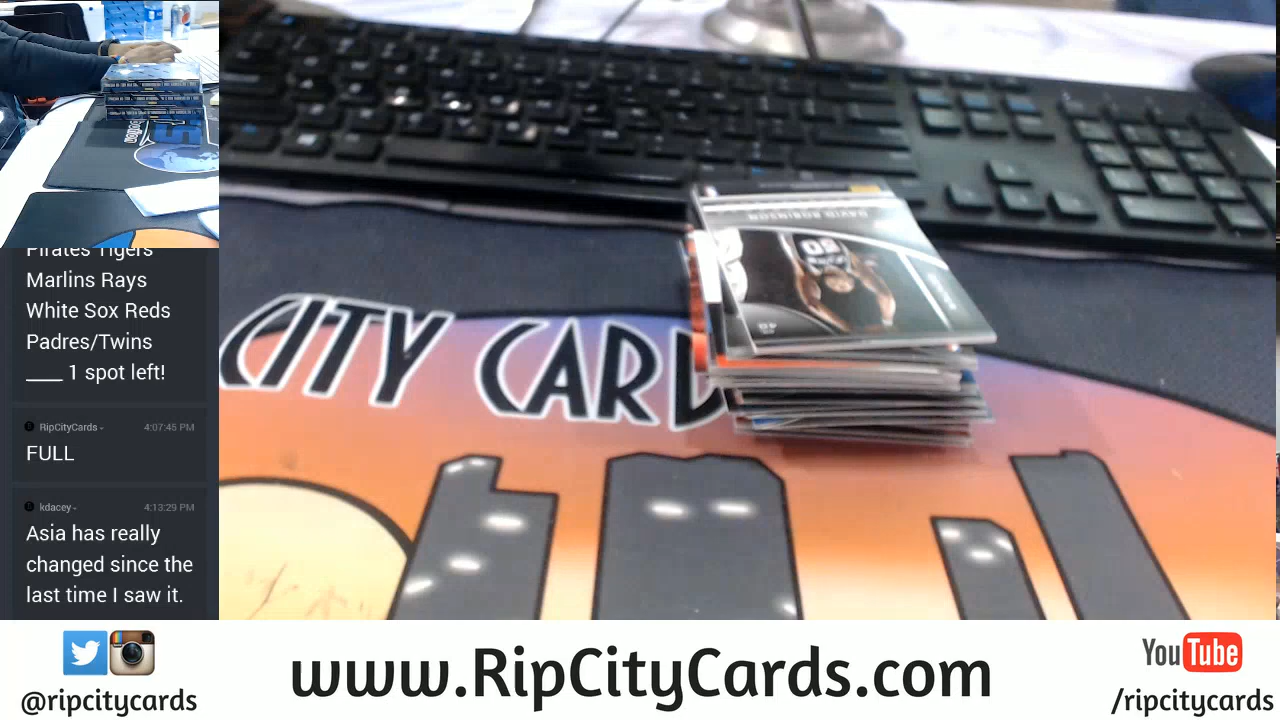 Pirates Tigers
Marlins Rays
White Sox Reds
Padres/Twins
____ 1 spot left!
RipCityCards
4:07:45 PM
FULL
kdacey
4:13:29 PM
Asia has really
changed since the
last time I saw it.
DAVID ROBINSON
50
CITY CARD
@ripcitycards
www.RipCityCards.com
YouTube
/ripcitycards